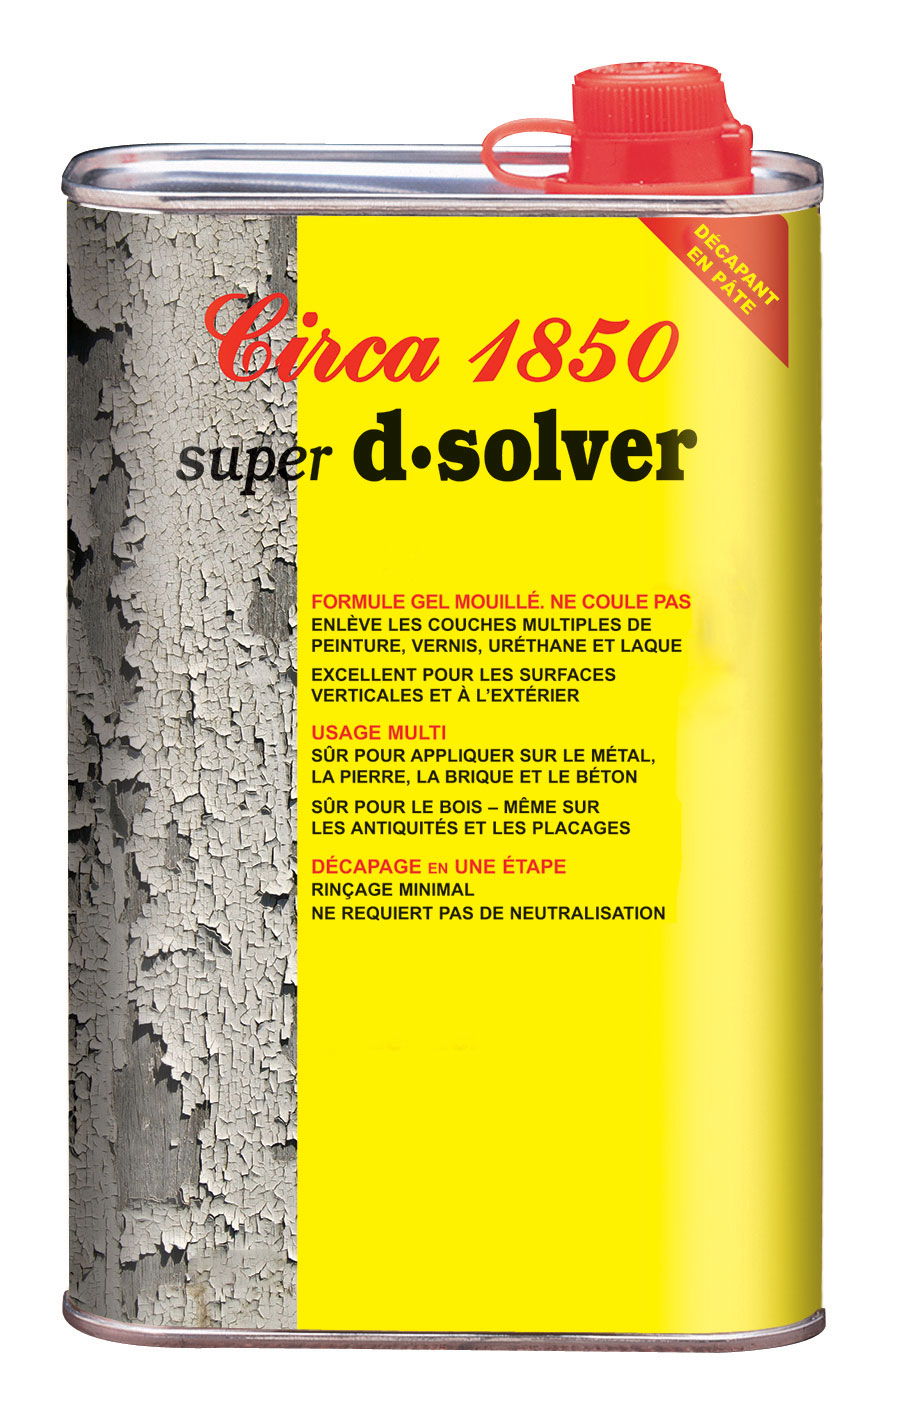 DÉCAPANT
EN PÂTE
Circa 1850
super d•solver
FORMULE GEL MOUILLÉ. NE COULE PAS
ENLÈVE LES COUCHES MULTIPLES DE
PEINTURE, VERNIS, URÉTHANE ET LAQUE
EXCELLENT POUR LES SURFACES
VERTICALES ET À L'EXTÉRIER
USAGE MULTI
SÛR POUR APPLIQUER SUR LE MÉTAL,
LA PIERRE, LA BRIQUE ET LE BÉTON
SÛR POUR LE BOIS – MÊME SUR
LES ANTIQUITÉS ET LES PLACAGES
DÉCAPAGE EN UNE ÉTAPE
RINÇAGE MINIMAL
NE REQUIERT PAS DE NEUTRALISATION